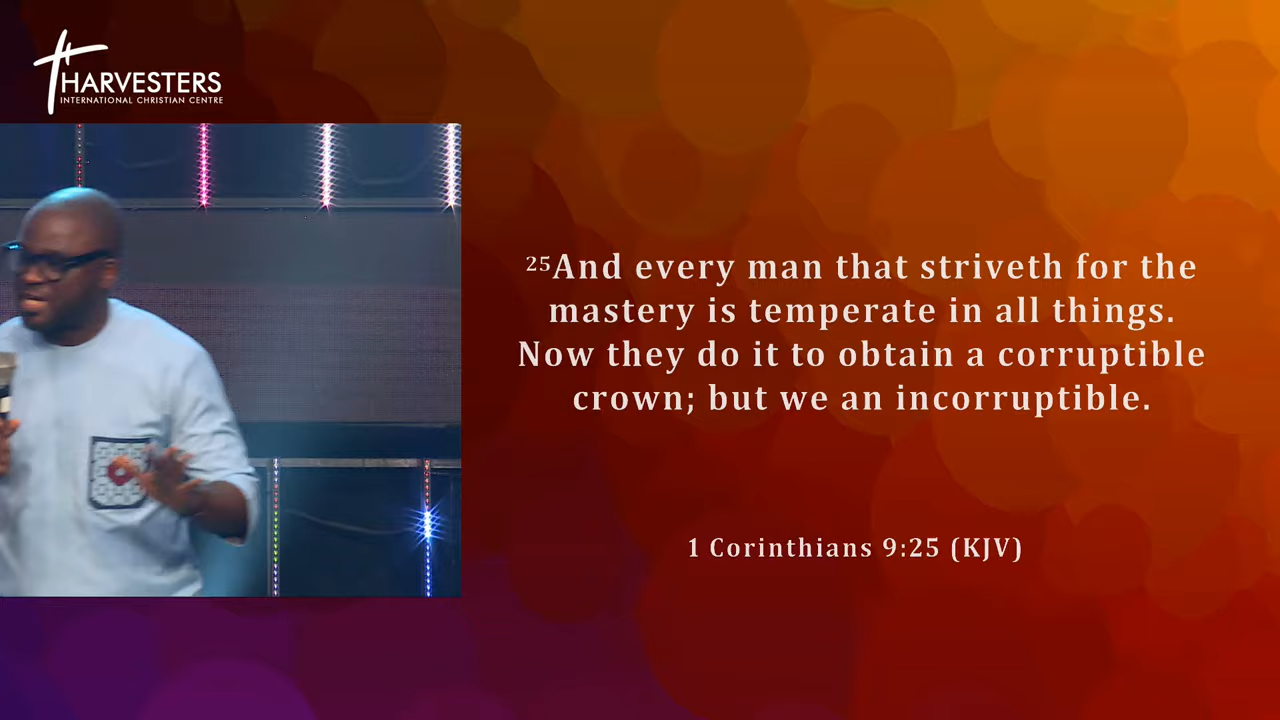 HARVESTERS
INTERNATIONAL CHRISTIAN CENTRE
25And every man that striveth for the
mastery is temperate in all things.
Now they do it to obtain a corruptible
crown; but we an incorruptible.
1 Corinthians 9:25 (KJV)